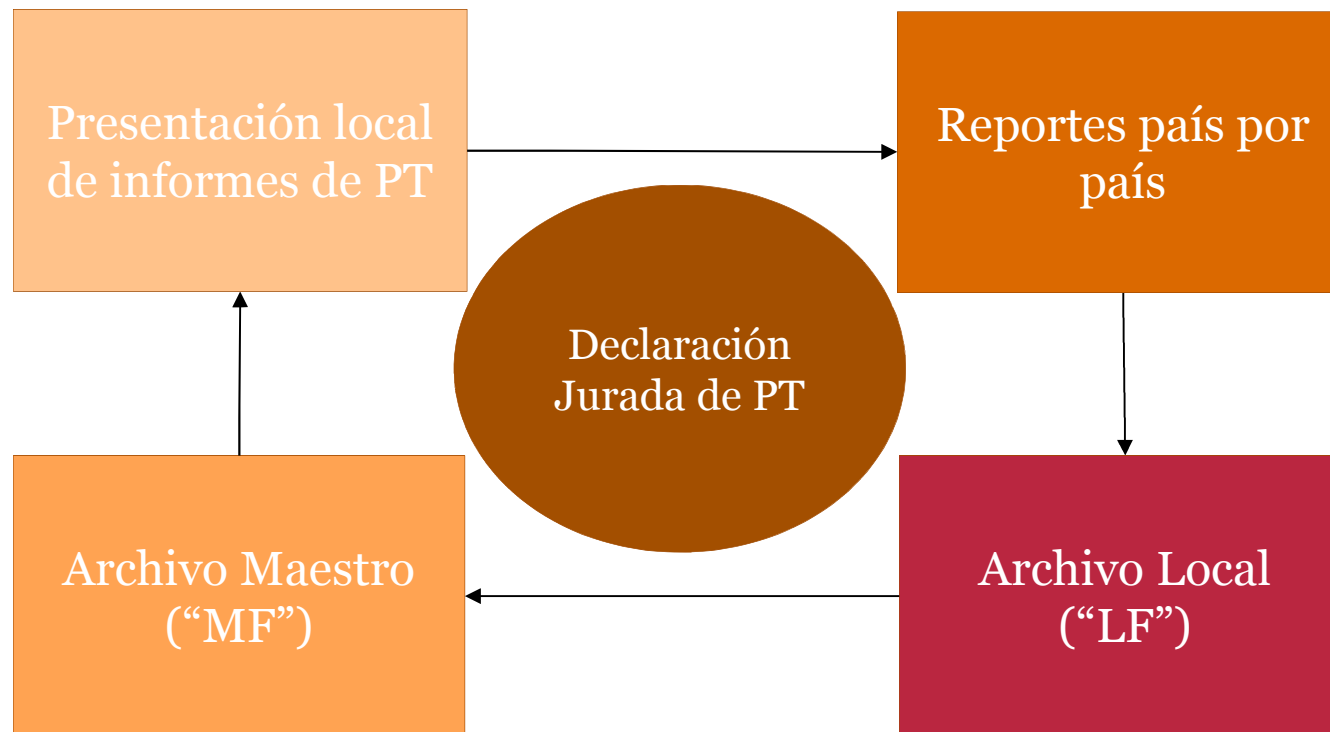 Presentación local
de informes de PT
Reportes país por
país
Declaración
Jurada de PT
Archivo Maestro
(“MF”)
Archivo Local
(“LF”)